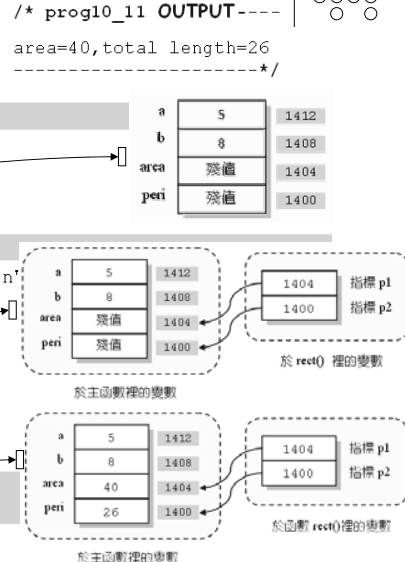 /* prog10_11 OUTPUT----
area=40,total length=26
-----------------------*/
a 5 1412
b 8 1408
area 殘值 1404
peri 殘值 1400
n'
a 5 1412
b 8 1408
area 殘值 1404
peri 殘值 1400
1404 指標 p1
1400 指標 p2
於 rect() 裡的變數
於主函數裡的變數
a 5 1412
b 8 1408
area 40 1404
peri 26 1400
1404 指標 p1
1400 指標 p2
於函數 rect()裡的變數
於主函數裡的變數